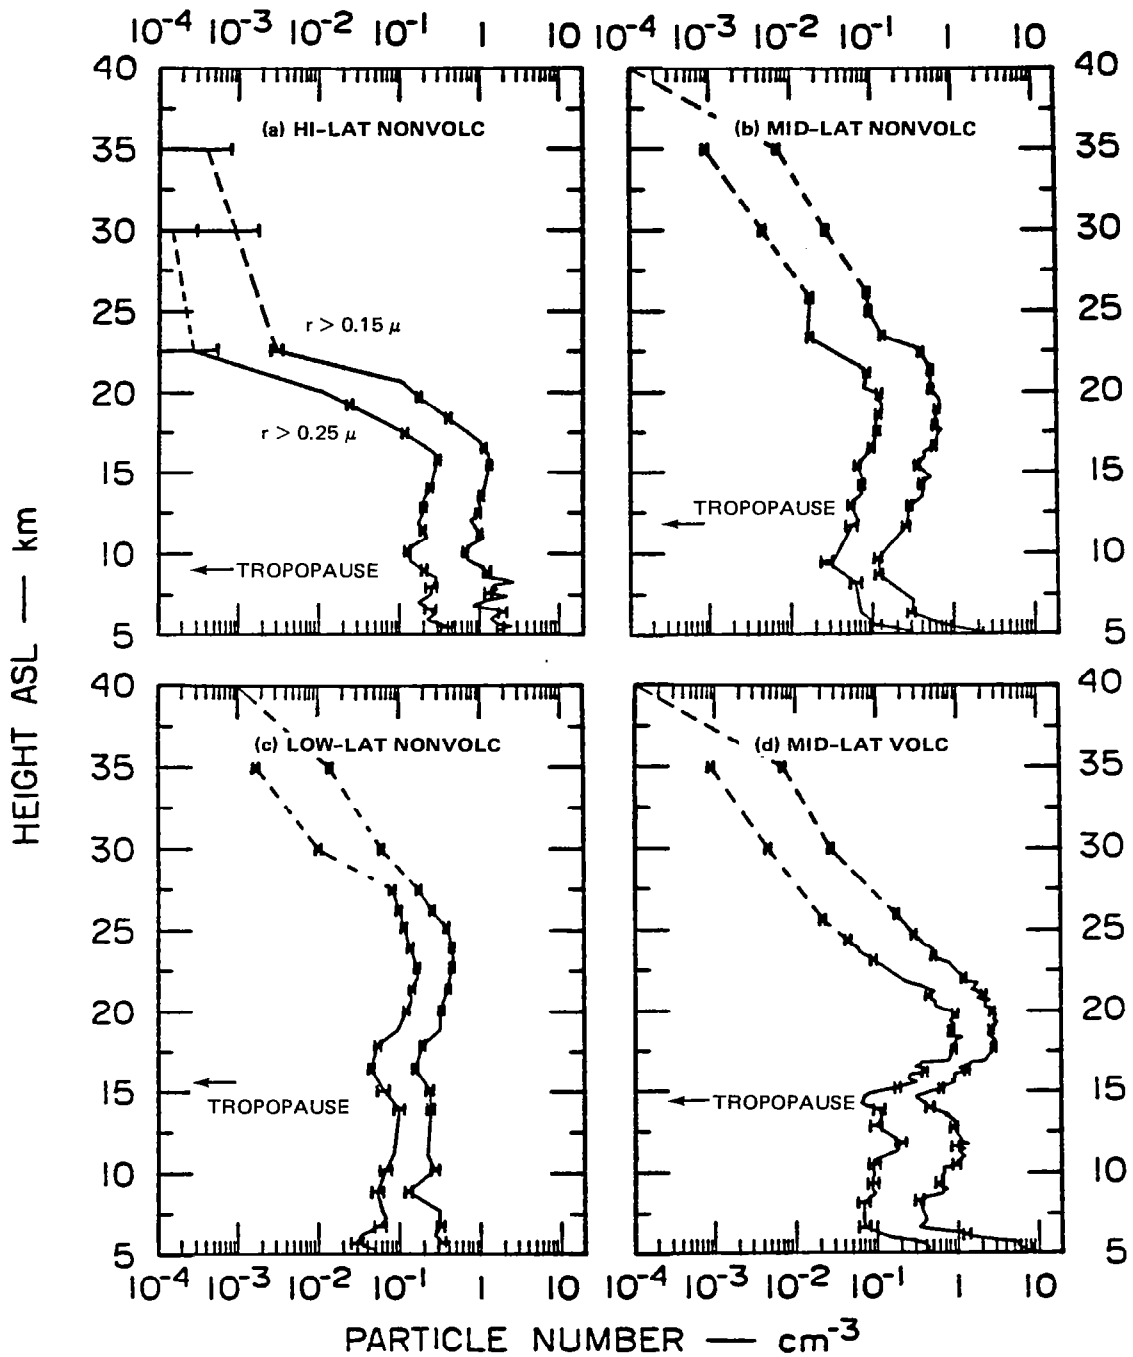 10-4 10-3 10-2 10-1 1 10 10-4 10-3 10-2 10-1 1 10
40 40
(a) HI-LAT NONVOLC (b) MID-LAT NONVOLC
35 35
30 30
25 25
r > 0.15 μ
20 20
r > 0.25 μ
15 15
TROPOPAUSE
10 10
TROPOPAUSE
5 5
HEIGHT ASL — km
40 40
(c) LOW-LAT NONVOLC (d) MID-LAT VOLC
35 35
30 30
25 25
20 20
15 15
TROPOPAUSE TROPOPAUSE
10 10
5 5
10-4 10-3 10-2 10-1 1 10 10-4 10-3 10-2 10-1 1 10
PARTICLE NUMBER — cm-3